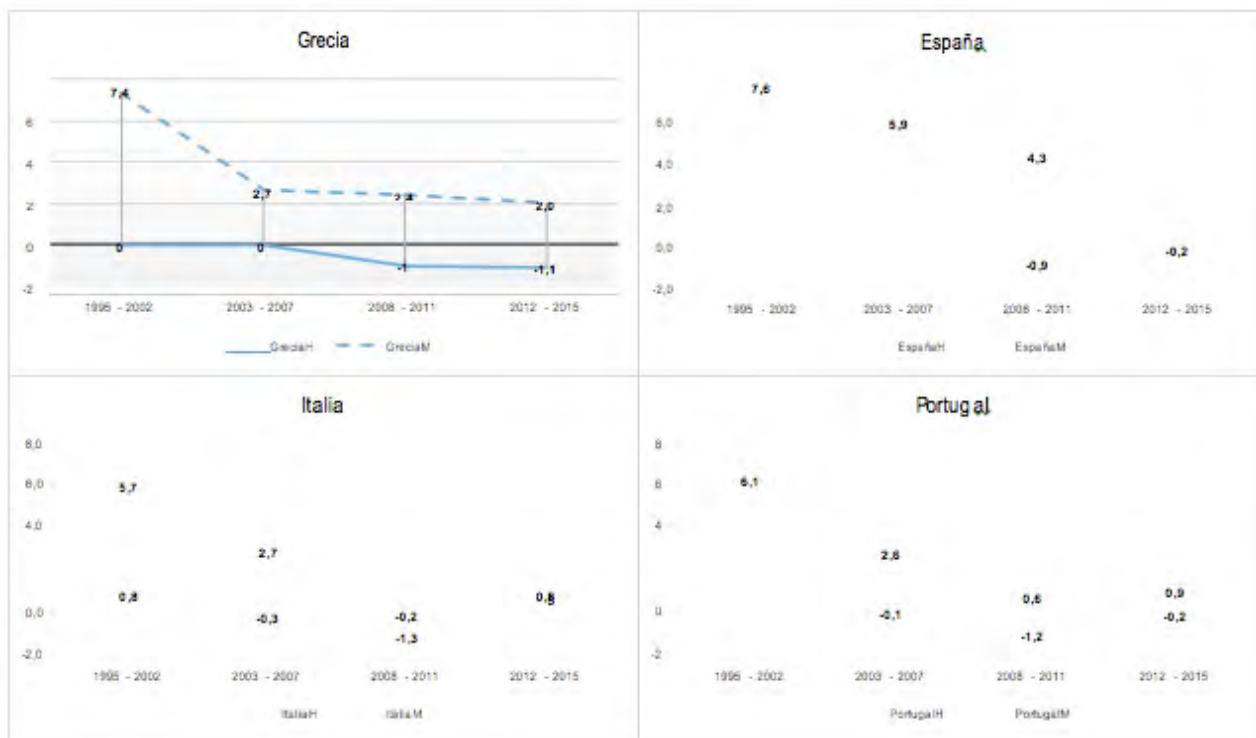 Grecia
7,4
6
4
2,7
2,4
2,0
2
0
0
0
-1
-1,1
-2
1995 - 2002
2003 - 2007
2008 - 2011
2012 - 2015
GreciaH
GreciaM
España
7,6
6,0
5,9
4,3
4,0
2,0
0,0
-0,2
-0,9
-2,0
1995 - 2002
2003 - 2007
2008 - 2011
2012 - 2015
EspañaH
EspañaM
Italia
8,0
6,0
5,7
4,0
2,7
0,8
0,0
-0,3
-0,2
-1,3
-2,0
1995 - 2002
2003 - 2007
2008 - 2011
2012 - 2015
ItaliaH
ItaliaM
Portugal
8
6
6,1
4
2,6
0,6
0,9
0
-0,1
-0,2
-1,2
-2
1995 - 2002
2003 - 2007
2008 - 2011
2012 - 2015
PortugalH
PortugalM